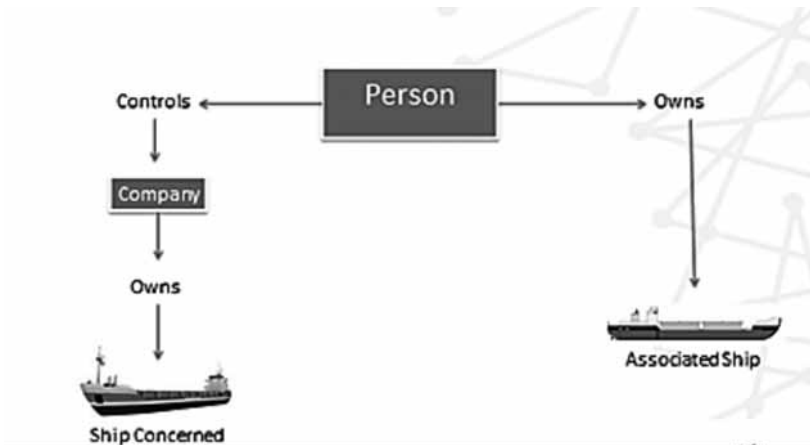 Person
Controls
Owns
Company
Owns
Associated Ship
Ship Concerned